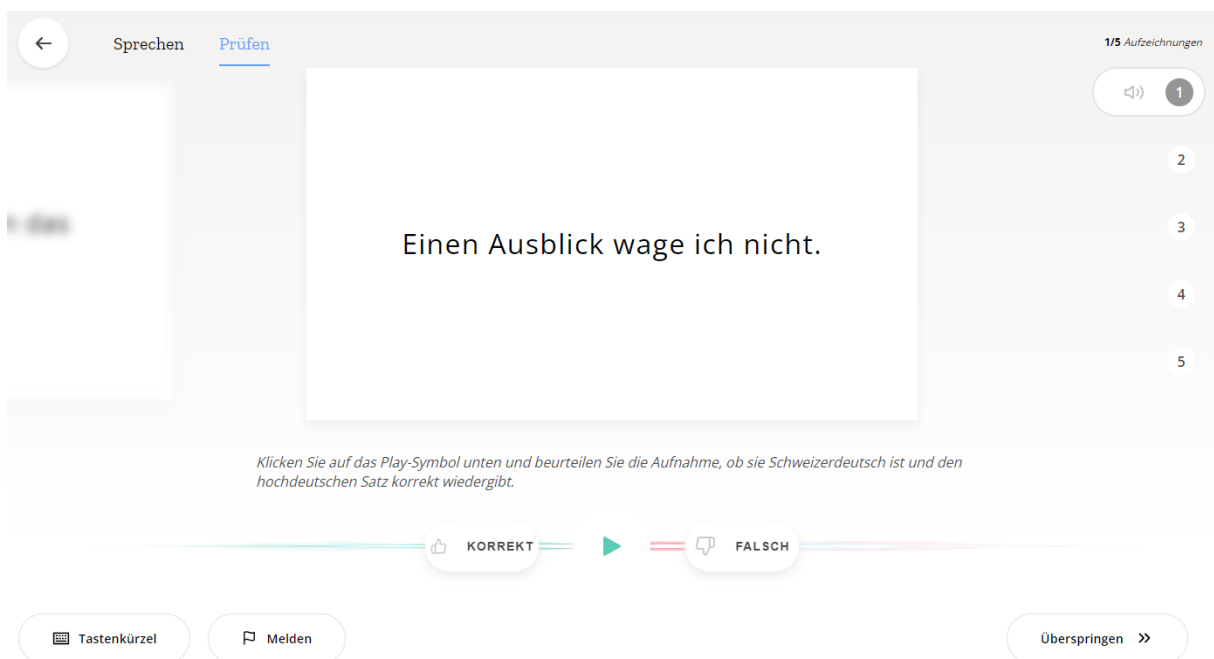 Sprechen
Prüfen
1/5 Aufzeichnungen
1
2
das
3
Einen Ausblick wage ich nicht.
4
5
Klicken Sie auf das Play-Symbol unten und beurteilen Sie die Aufnahme, ob sie Schweizerdeutsch ist und den
hochdeutschen Satz korrekt wiedergibt.
KORREKT
FALSCH
Tastenkürzel
Melden
Überspringen